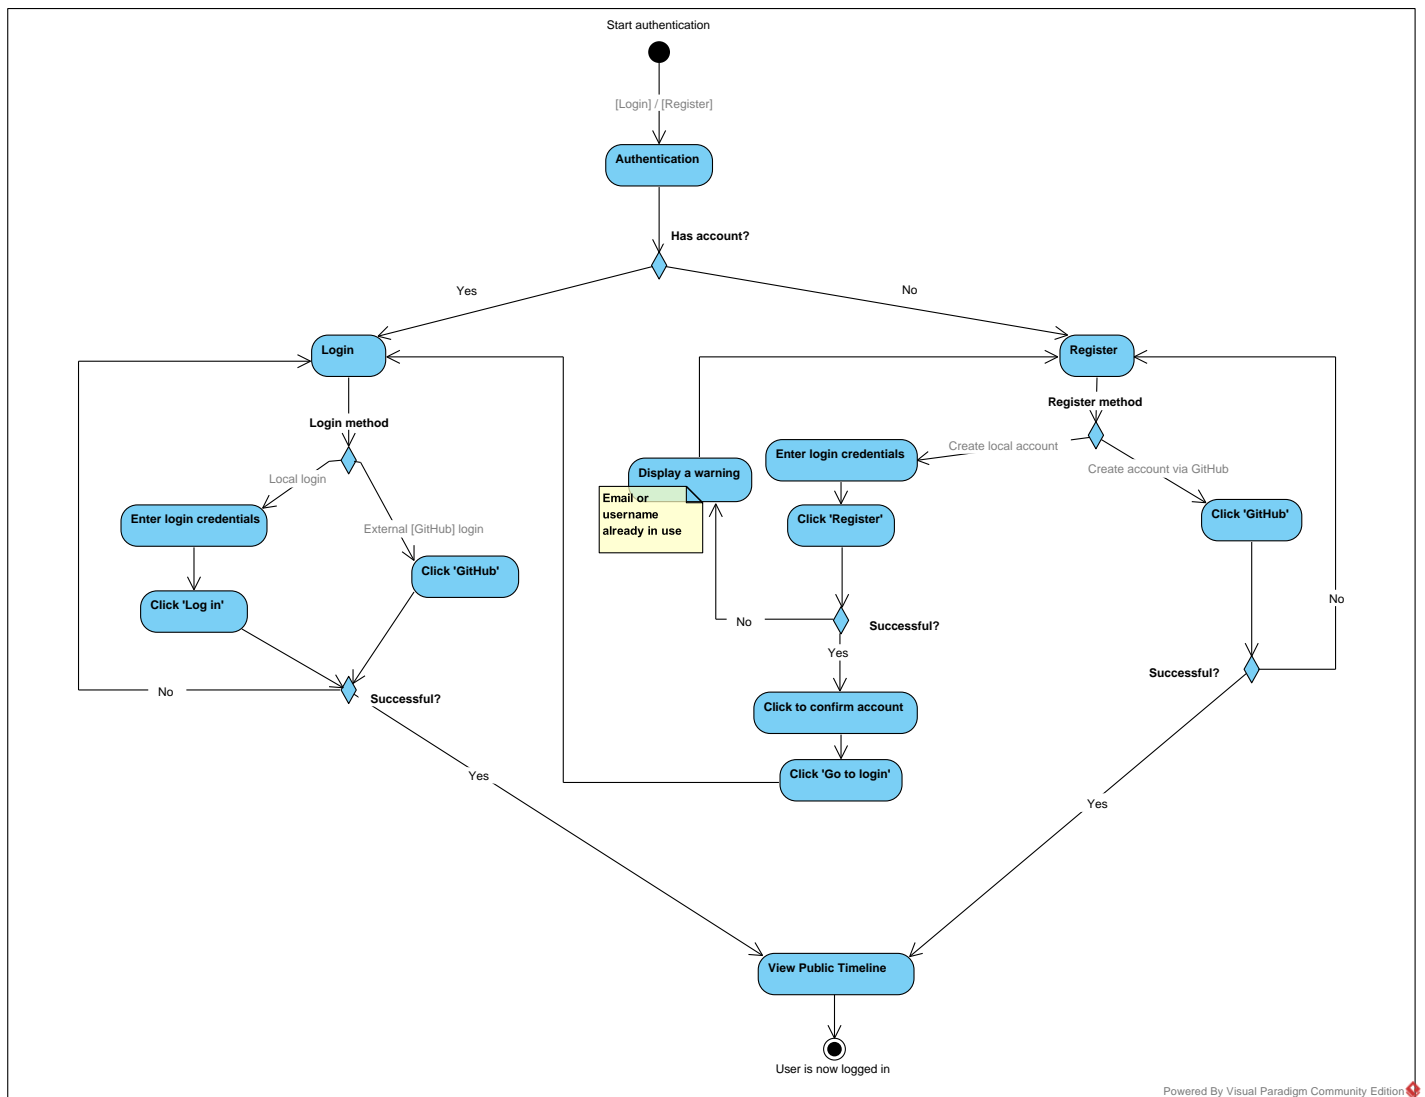 Start authentication
[Login] / [Register]
Authentication
Has account?
Yes
No
Login
Register
Login method
Register method
Local login
External [GitHub] login
Enter login credentials
Click 'GitHub'
Click 'Log in'
No
Successful?
Yes
Display a warning
Email or
username
already in use
Enter login credentials
Create local account
Create account via GitHub
Click 'Register'
Click 'GitHub'
No
Successful?
Yes
No
Click to confirm account
Successful?
Click 'Go to login'
Yes
View Public Timeline
User is now logged in
Powered By Visual Paradigm Community Edition